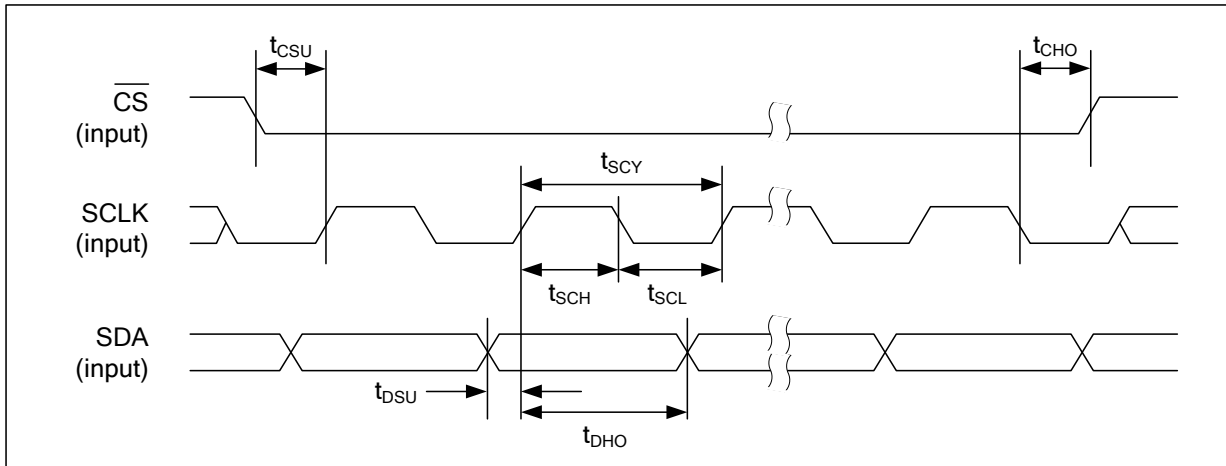 tCSU
tCHO
CS
(input)
tSCY
SCLK
(input)
tSCH
tSCL
SDA
(input)
tDSU
tDHO